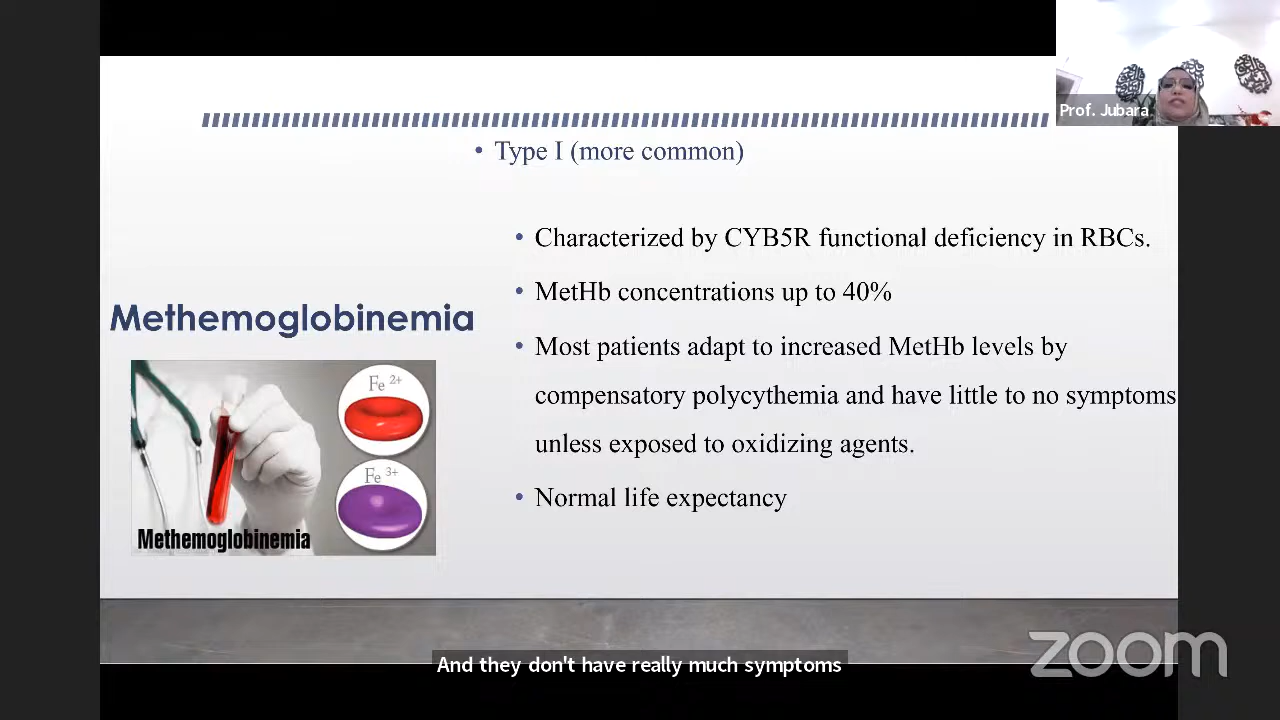 Prof. Jubara
• Type I (more common)
• Characterized by CYB5R functional deficiency in RBCs.
• MetHb concentrations up to 40%
• Most patients adapt to increased MetHb levels by
compensatory polycythemia and have little to no symptoms
unless exposed to oxidizing agents.
• Normal life expectancy
Methemoglobinemia
Fe 2+
Fe 3+
Methemoglobinemia
And they don't have really much symptoms
zoom